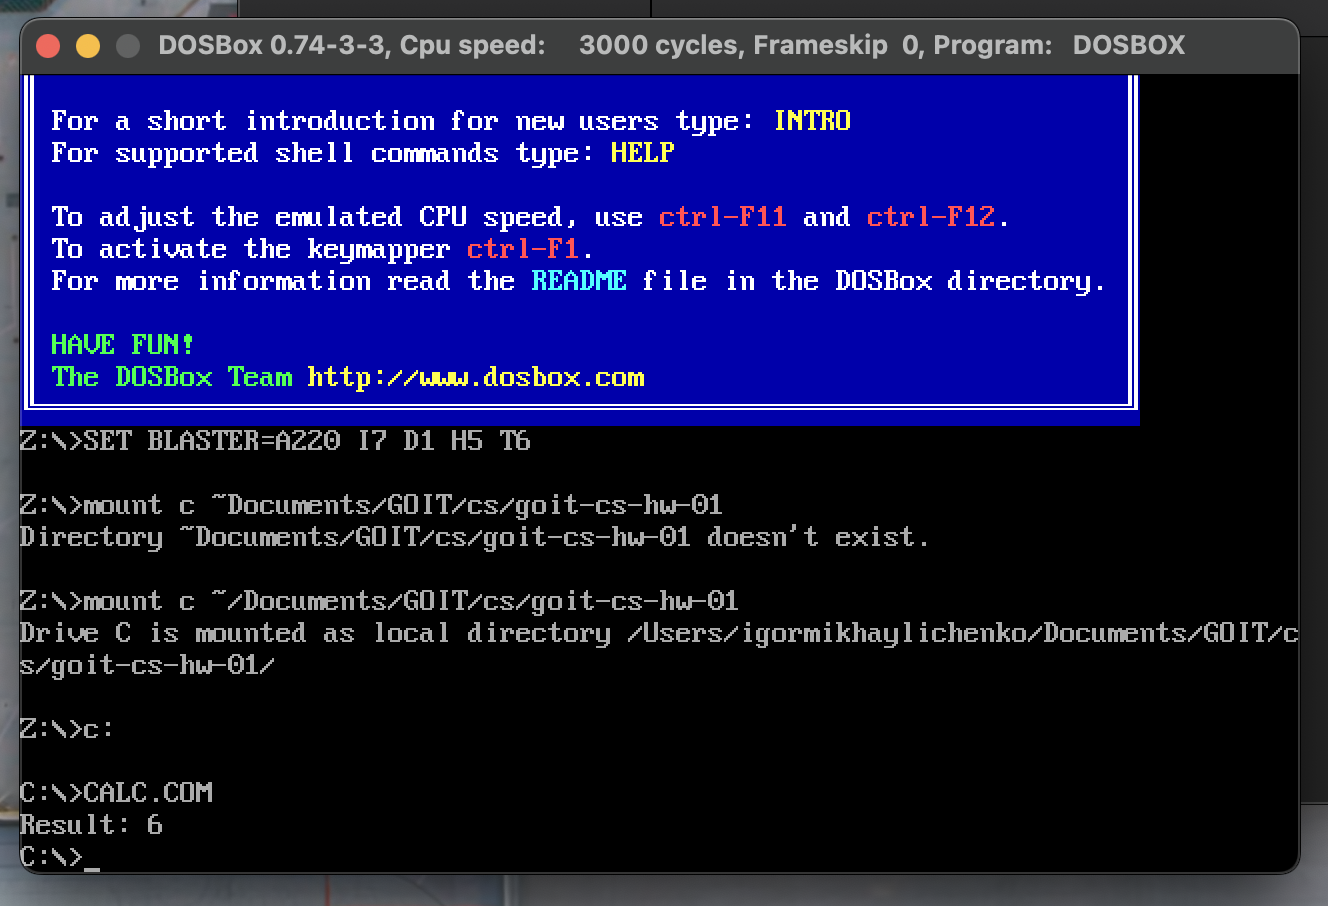 DOSBox 0.74-3-3, Cpu speed: 3000 cycles, Frameskip 0, Program: DOSBOX
For a short introduction for new users type: INTRO
For supported shell commands type: HELP
To adjust the emulated CPU speed, use ctrl-F11 and ctrl-F12.
To activate the keymapper ctrl-F1.
For more information read the README file in the DOSBox directory.
HAVE FUN!
The DOSBox Team http://www.dosbox.com
Z:\>SET BLASTER=A220 I7 D1 H5 T6
Z:\>mount c ~Documents/GOIT/cs/goit-cs-hw-01
Directory ~Documents/GOIT/cs/goit-cs-hw-01 doesn't exist.
Z:\>mount c ~/Documents/GOIT/cs/goit-cs-hw-01
Drive C is mounted as local directory /Users/igormikhaylichenko/Documents/GOIT/c
s/goit-cs-hw-01/
Z:\>c:
C:\>CALC.COM
Result: 6
C:\>_